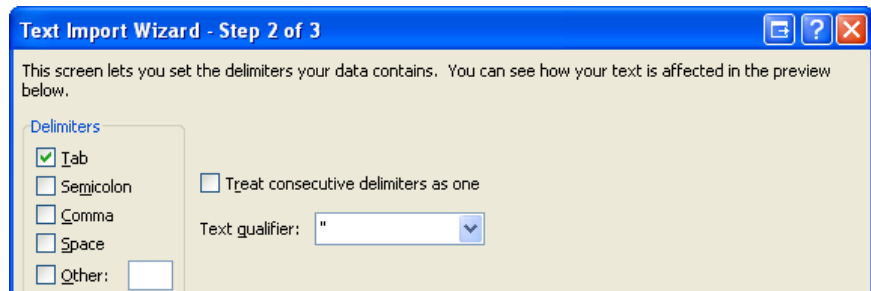 Text Import Wizard - Step 2 of 3
This screen lets you set the delimiters your data contains. You can see how your text is affected in the preview
below.
Delimiters
Tab
Semicolon
Treat consecutive delimiters as one
Comma
Text qualifier: "
Space
Other: